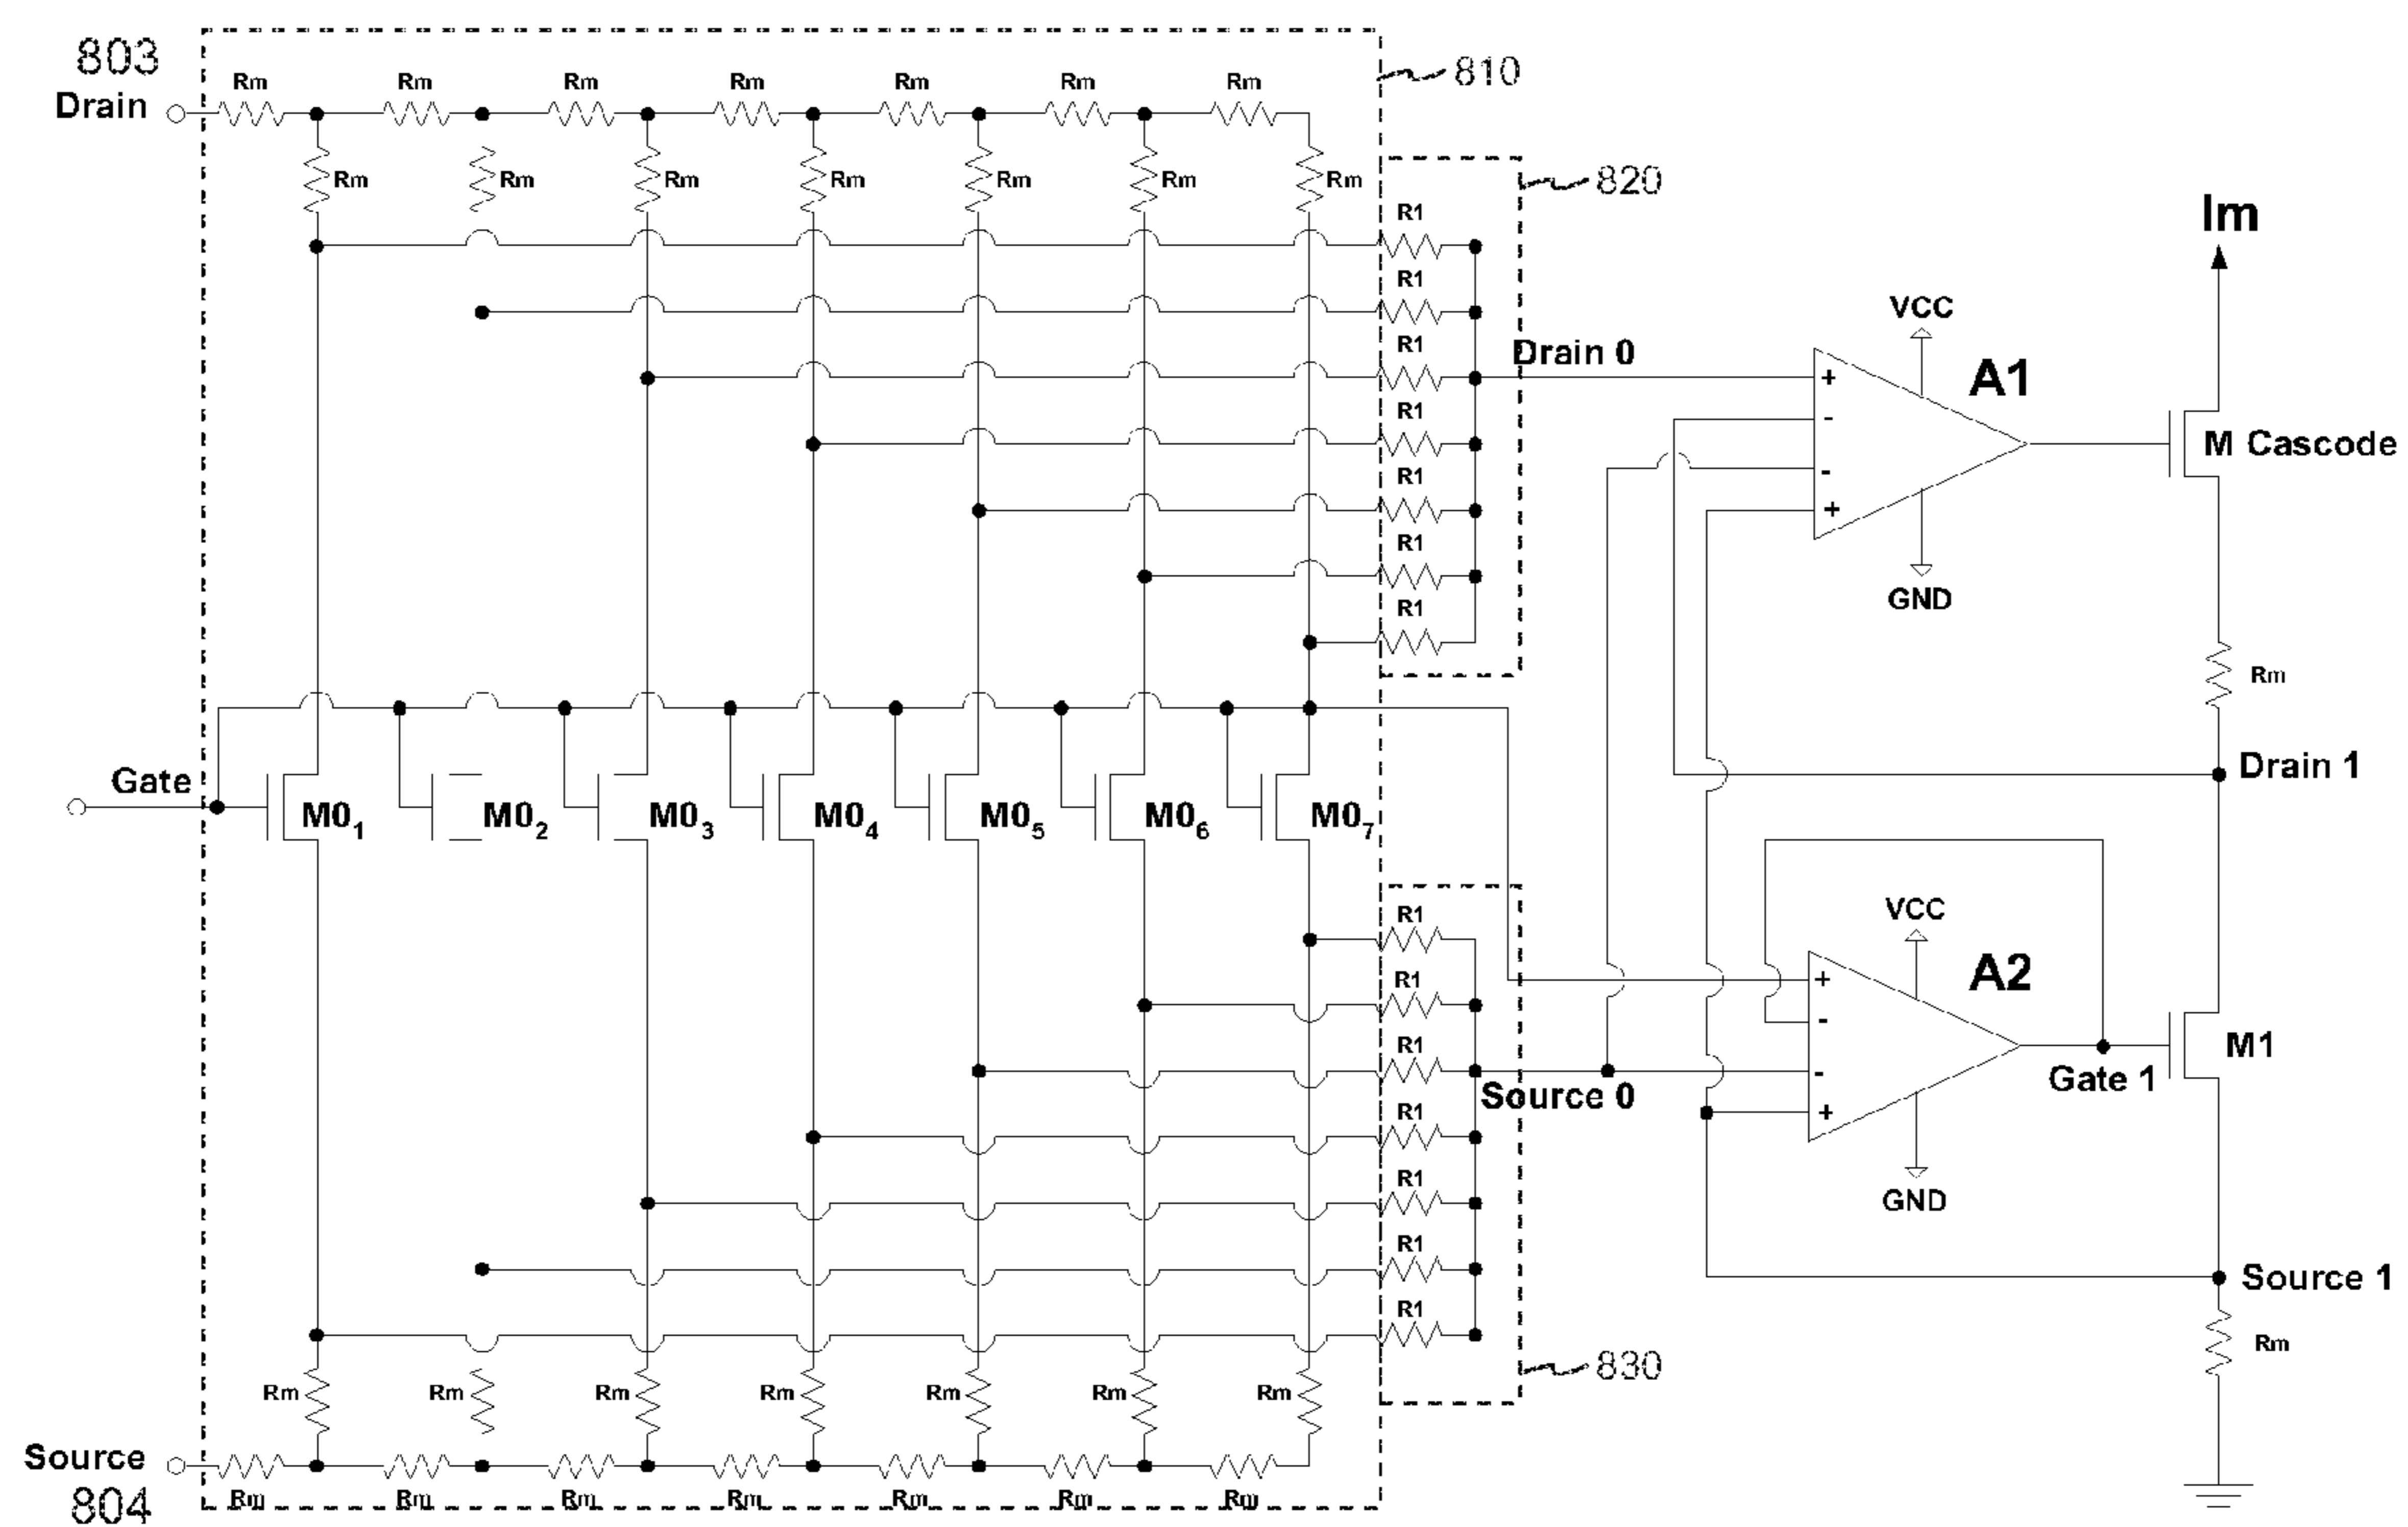 803
Drain
Rm Rm Rm Rm Rm Rm Rm
810
Rm Rm Rm Rm Rm Rm Rm
820
R1
R1
R1
R1
R1
R1
R1
Drain 0
Im
VCC
A1
+
-
-
+
GND
M Cascode
Rm
Drain 1
Gate
M0₁ M0₂ M0₃ M0₄ M0₅ M0₆ M0₇
R1
R1
R1
R1
R1
R1
R1
Source 0
830
VCC
A2
+
-
-
+
GND
Gate 1
M1
Source 1
Rm
Rm Rm Rm Rm Rm Rm Rm
Source
804
Rm Rm Rm Rm Rm Rm Rm